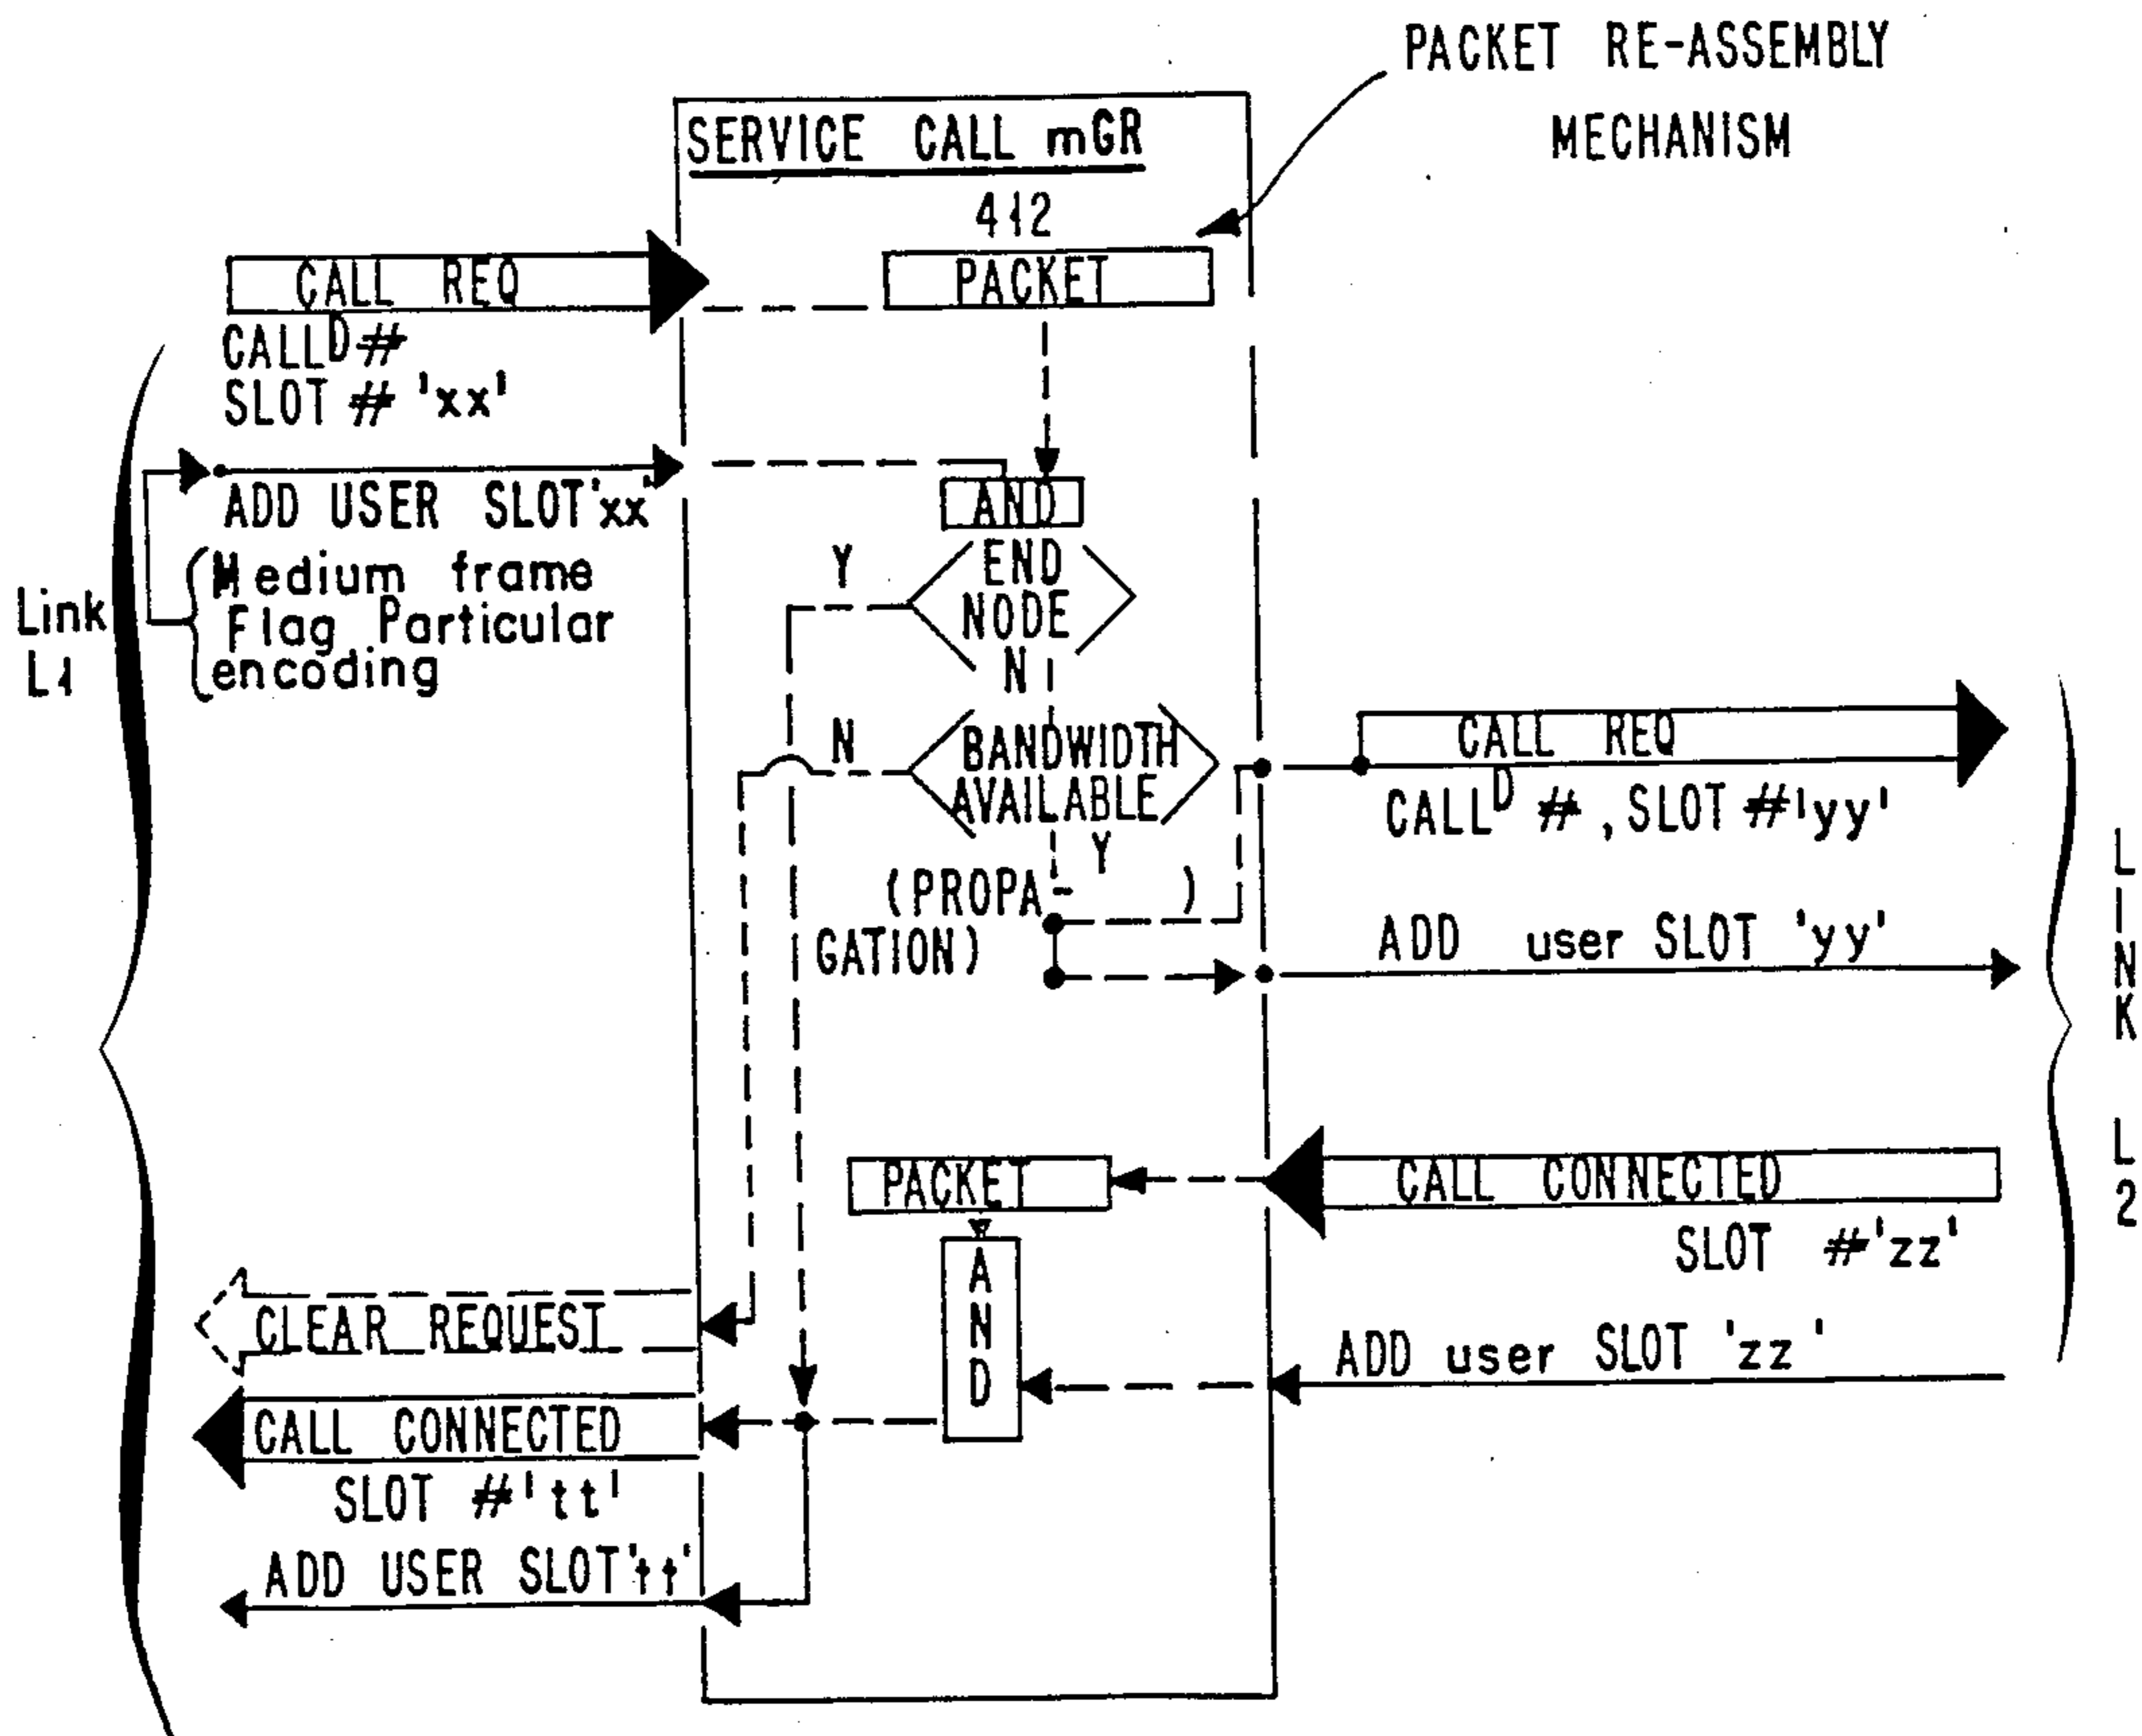 PACKET RE-ASSEMBLY
MECHANISM
SERVICE CALL mGR
412
CALL REQ
PACKET
CALLD #
SLOT # 'xx'
AND
ADD USER SLOT 'xx'
Medium frame
Flag Particular
encoding
Link
L1
Y
END
NODE
N
N
BANDWIDTH
AVAILABLE
Y
CALL REQ
CALLD #, SLOT # 'yy'
(PROPA- )
GATION)
ADD user SLOT 'yy'
LINK L2
PACKET
CALL CONNECTED
SLOT # 'zz'
AND
CLEAR REQUEST
ADD user SLOT 'zz'
CALL CONNECTED
SLOT # 'tt'
ADD USER SLOT 'tt'